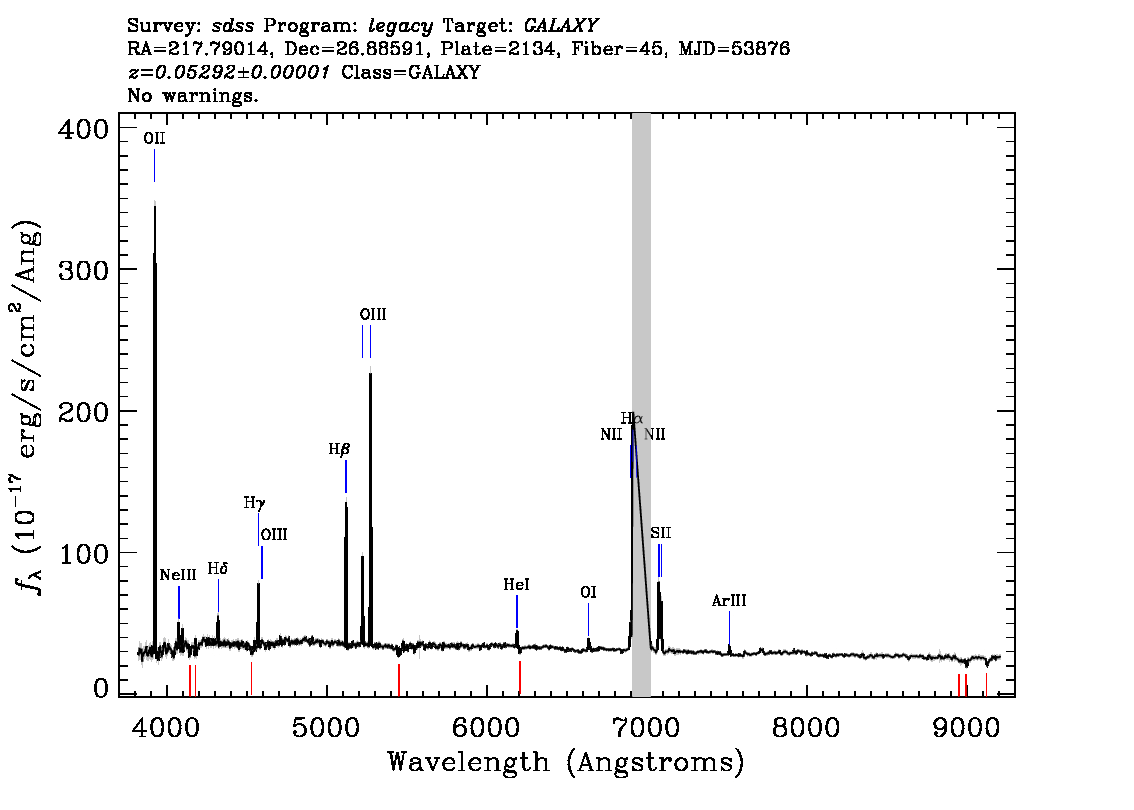 Survey: sdss Program: legacy Target: GALAXY
RA=217.79014, Dec=26.88591, Plate=2134, Fiber=45, MJD=53876
z=0.05292±0.00001 Class=GALAXY
No warnings.
400
300
200
100
0
f_λ (10^−17 erg/s/cm^2/Ang)
OII
OIII
Hβ
Hγ
OIII
NeIII
Hδ
HeI
OI
Hα
NII
NII
SII
ArIII
4000 5000 6000 7000 8000 9000
Wavelength (Angstroms)